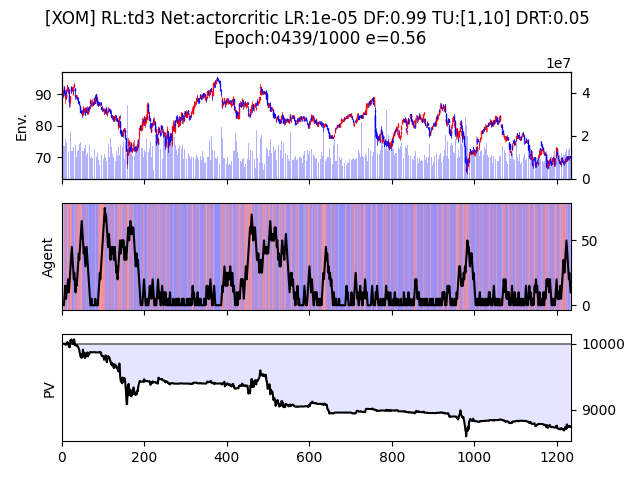 [XOM] RL:td3 Net:actorcritic LR:1e-05 DF:0.99 TU:[1,10] DRT:0.05
Epoch:0439/1000 e=0.56
1e7
Env.
90
80
70
4
2
0
Agent
50
0
PV
10000
9000
0
200
400
600
800
1000
1200